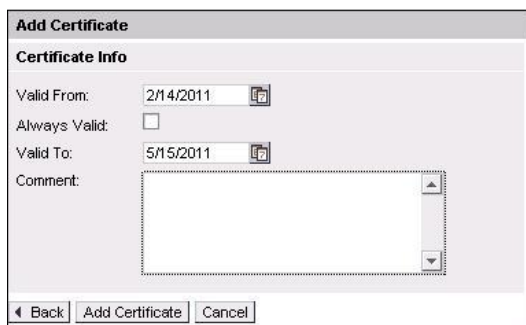 Add Certificate
Certificate Info
Valid From: 2/14/2011
Always Valid:
Valid To: 5/15/2011
Comment:
Back Add Certificate Cancel